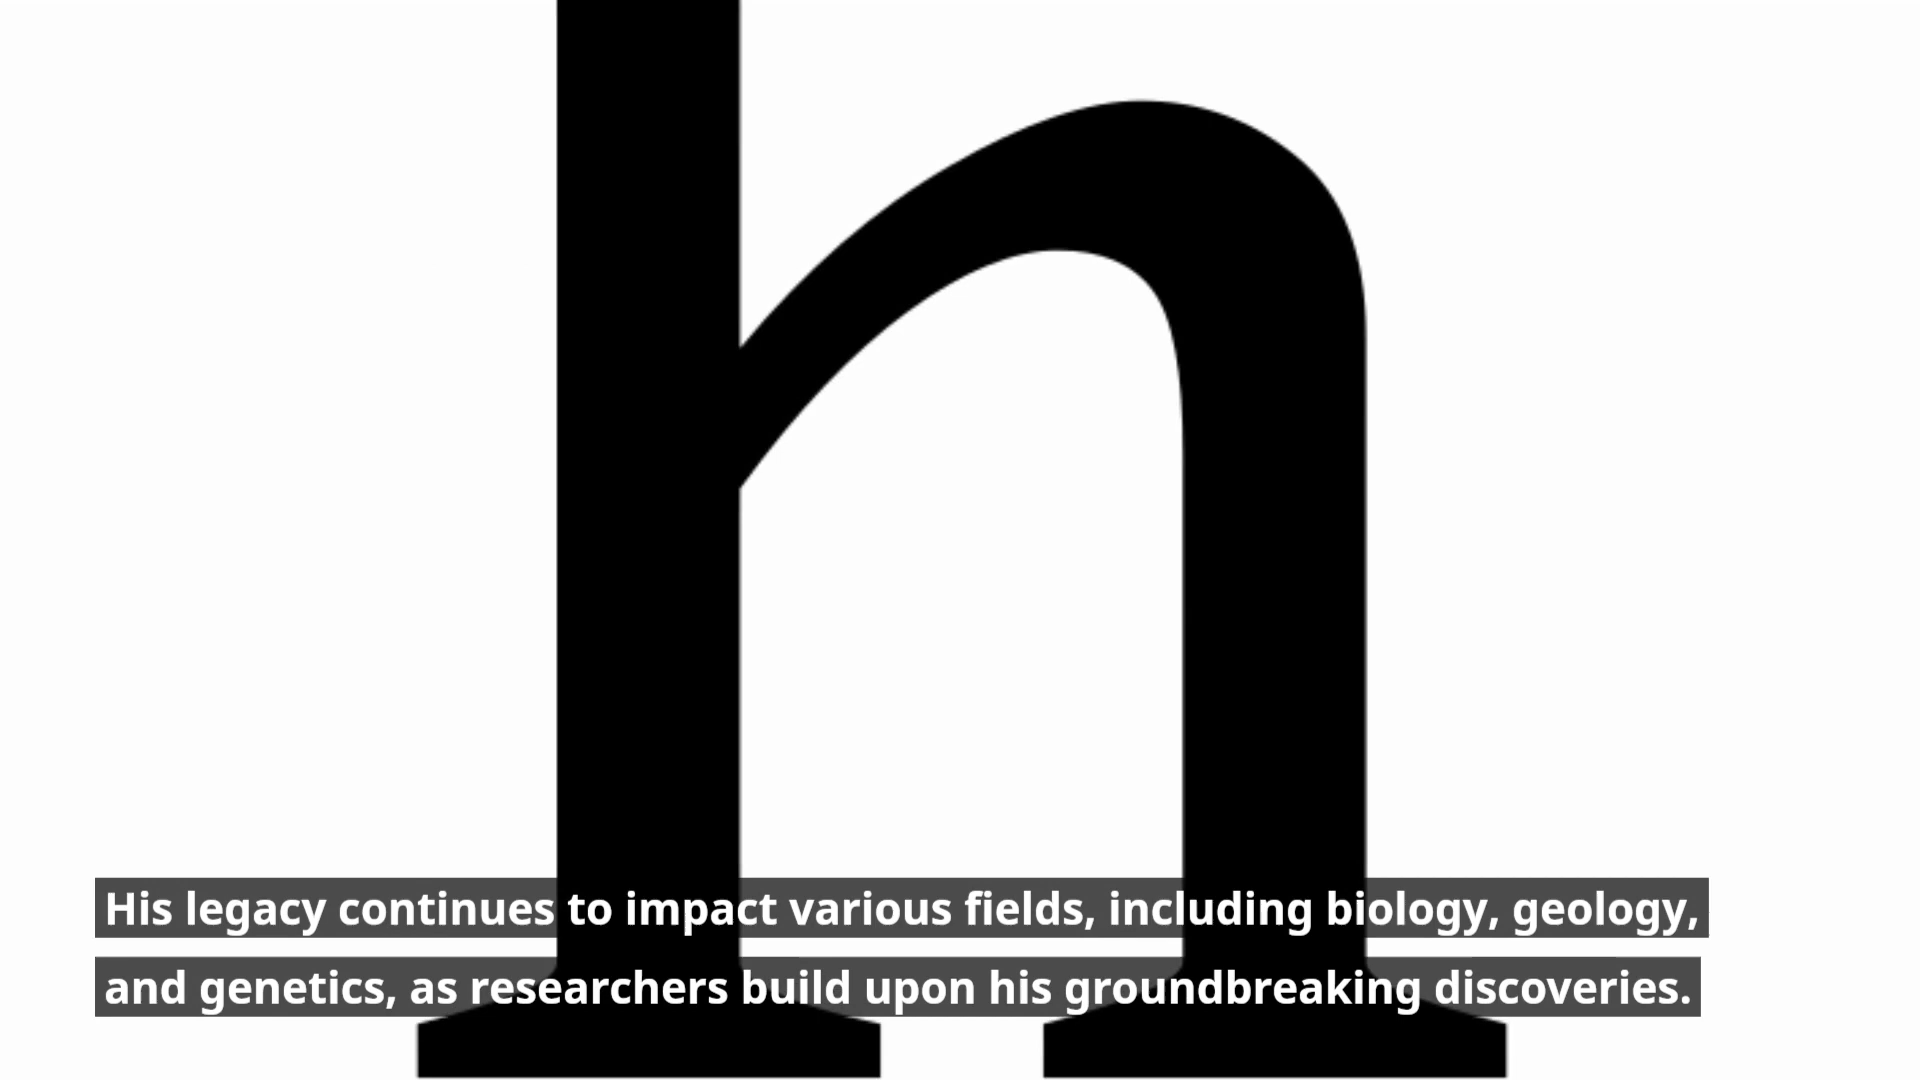 h
His legacy continues to impact various fields, including biology, geology,
and genetics, as researchers build upon his groundbreaking discoveries.